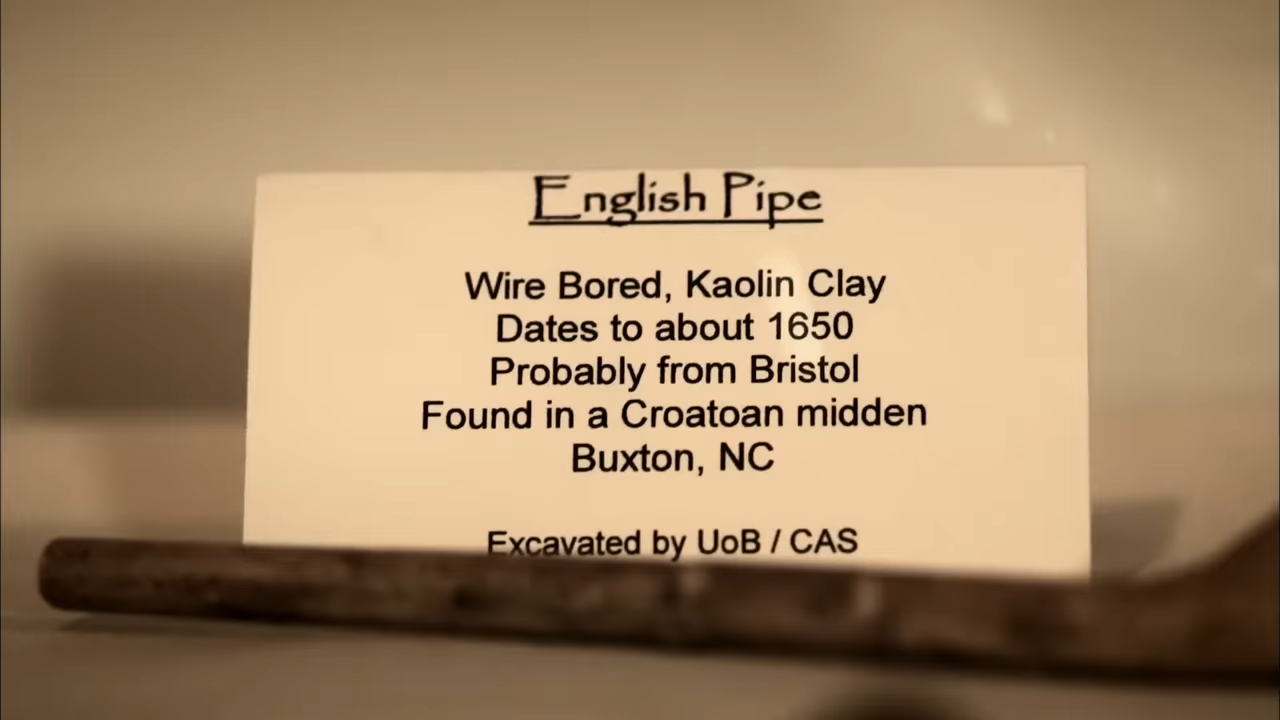 English Pipe
Wire Bored, Kaolin Clay
Dates to about 1650
Probably from Bristol
Found in a Croatoan midden
Buxton, NC
Excavated by UoB / CAS